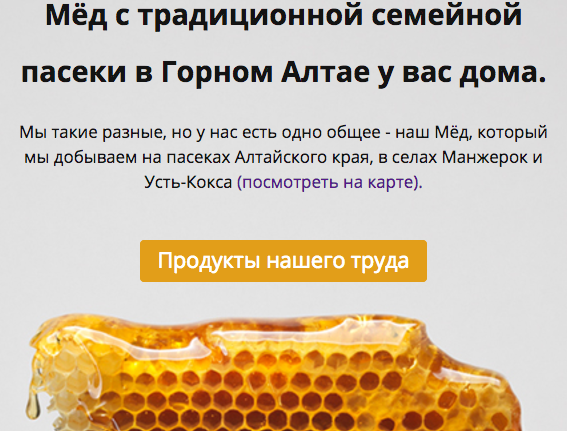 Мёд с традиционной семейной
пасеки в Горном Алтае у вас дома.
Мы такие разные, но у нас есть одно общее - наш Мёд, который
мы добываем на пасеках Алтайского края, в селах Манжерок и
Усть-Кокса (посмотреть на карте).
Продукты нашего труда